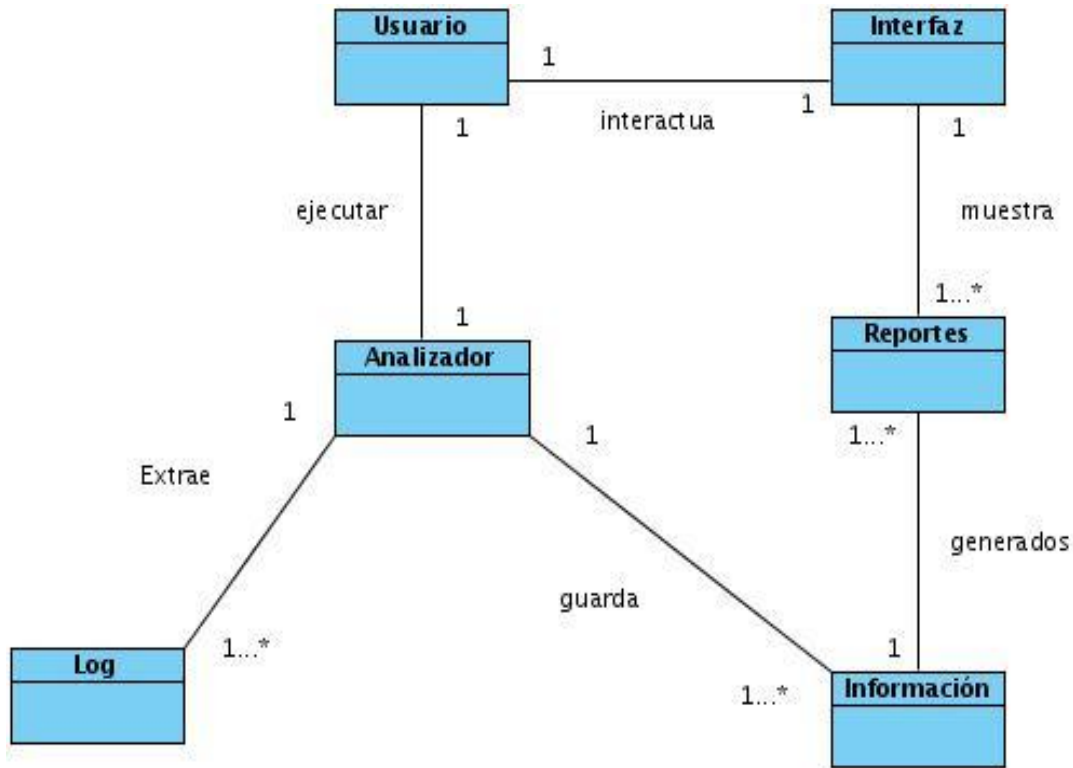 Usuario
Interfaz
1
interactua
1
1
1
ejecutar
muestra
1
1...*
Analizador
Reportes
1
1
1...*
Extrae
generados
guarda
1...*
1
1...*
Log
Información